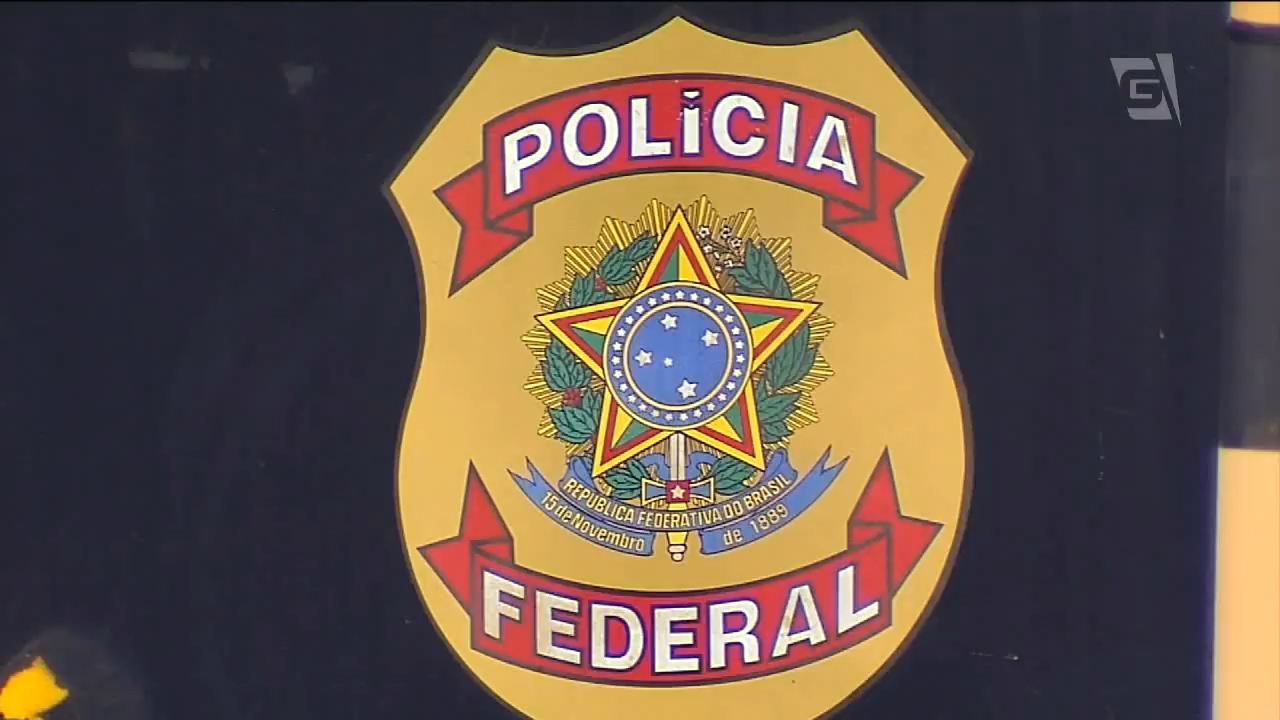 POLÍCIA
REPUBLICA FEDERATIVA DO BRASIL
15 de Novembro de 1889
FEDERAL
G